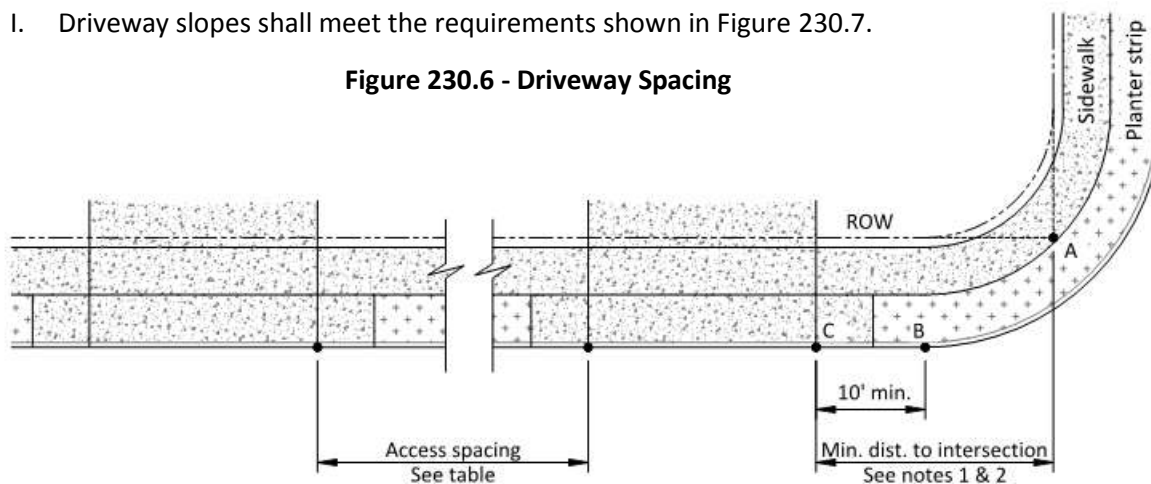 I. Driveway slopes shall meet the requirements shown in Figure 230.7.
Figure 230.6 - Driveway Spacing
Sidewalk
Planter strip
ROW
A
C
B
10' min.
Access spacing
See table
Min. dist. to intersection
See notes 1 & 2